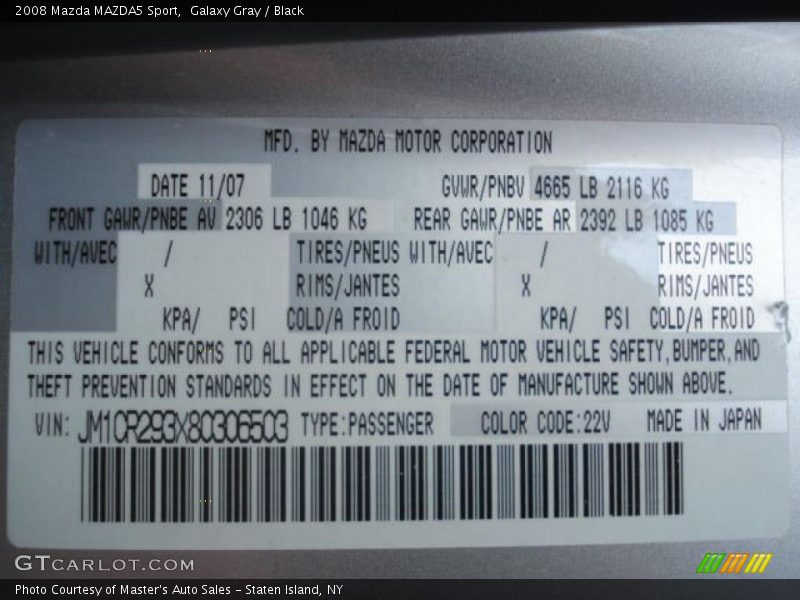 2008 Mazda MAZDA5 Sport,  Galaxy Gray / Black
MFD. BY MAZDA MOTOR CORPORATION
DATE 11/07 GVWR/PNBV 4665 LB 2116 KG
FRONT GAWR/PNBE AV 2306 LB 1046 KG REAR GAWR/PNBE AR 2392 LB 1085 KG
WITH/AVEC / TIRES/PNEUS WITH/AVEC / TIRES/PNEUS
X RIMS/JANTES X RIMS/JANTES
KPA/ PSI COLD/A FROID KPA/ PSI COLD/A FROID
THIS VEHICLE CONFORMS TO ALL APPLICABLE FEDERAL MOTOR VEHICLE SAFETY,BUMPER,AND
THEFT PREVENTION STANDARDS IN EFFECT ON THE DATE OF MANUFACTURE SHOWN ABOVE.
VIN: JM1CR293X80306503 TYPE:PASSENGER COLOR CODE:22V MADE IN JAPAN
GTCARLOT.COM
Photo Courtesy of Master's Auto Sales - Staten Island, NY